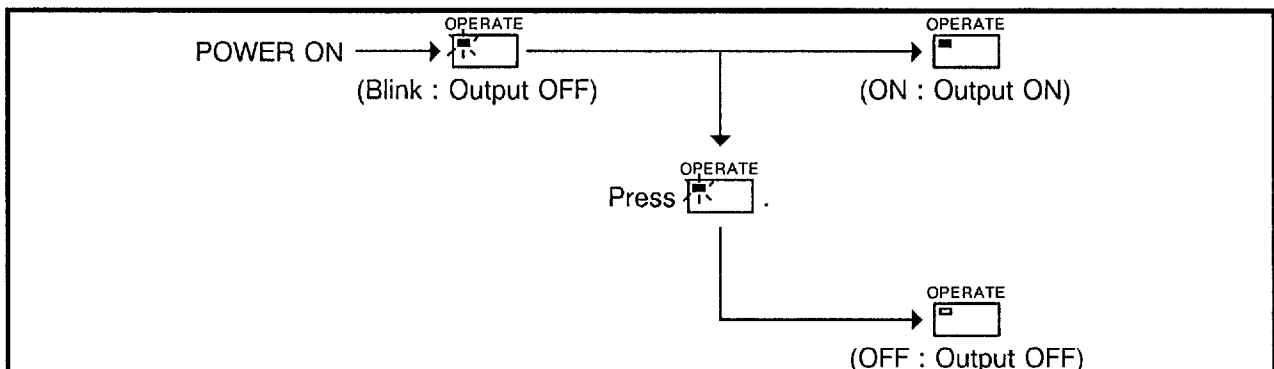 OPERATE
OPERATE
POWER ON
(Blink : Output OFF)
(ON : Output ON)
OPERATE
Press .
OPERATE
(OFF : Output OFF)